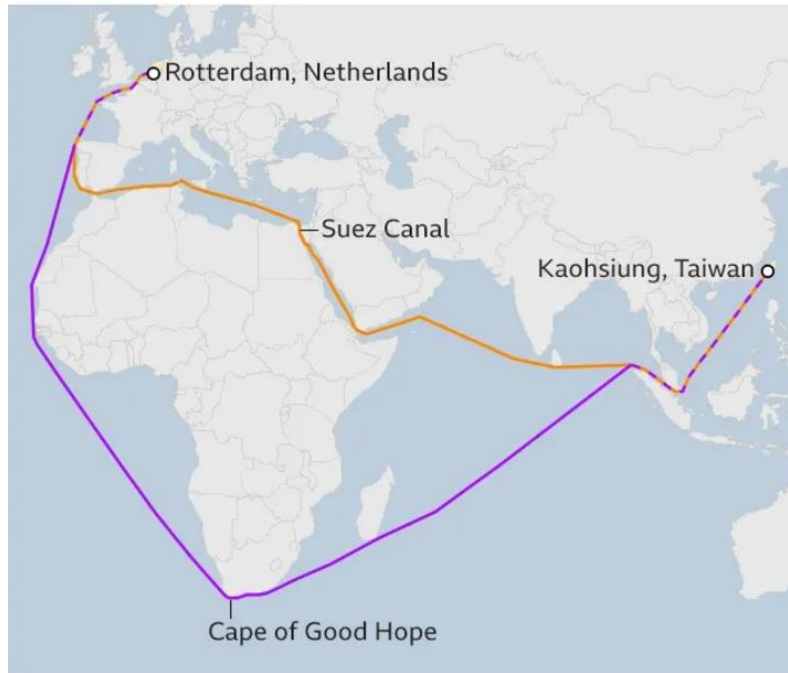 Rotterdam, Netherlands
Suez Canal
Kaohsiung, Taiwan
Cape of Good Hope